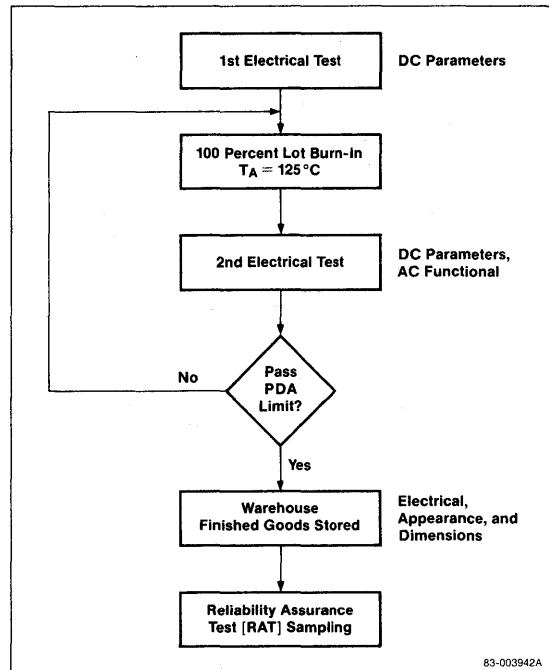 1st Electrical Test
DC Parameters
100 Percent Lot Burn-in
TA = 125°C
2nd Electrical Test
DC Parameters,
AC Functional
Pass
PDA
Limit?
No
Yes
Warehouse
Finished Goods Stored
Electrical,
Appearance, and
Dimensions
Reliability Assurance
Test [RAT] Sampling
83-003942A